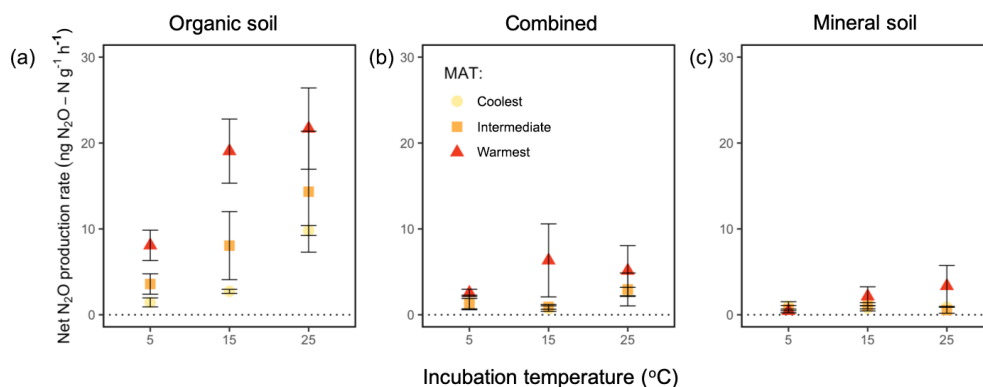 Organic soil
Combined
Mineral soil
(a)
(b)
(c)
Net N₂O production rate (ng N₂O – N g⁻¹ h⁻¹)
30
20
10
0
5
15
25
30
20
10
0
MAT:
Coolest
Intermediate
Warmest
5
15
25
30
20
10
0
5
15
25
Incubation temperature (ᵒC)